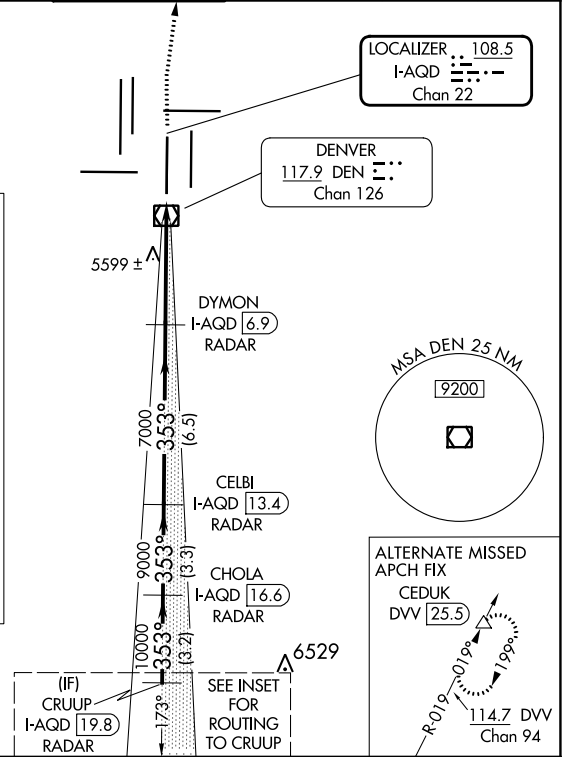 LOCALIZER 108.5
I-AQD
Chan 22
DENVER
117.9 DEN
Chan 126
5599 ±
DYMON
I-AQD 6.9
RADAR
MSA DEN 25 NM
9200
7000
353°
(6.5)
CELBI
I-AQD 13.4
RADAR
9000
353°
(3.3)
CHOLA
I-AQD 16.6
RADAR
10000
353°
(3.2)
6529
(IF)
CRUUP
I-AQD 19.8
RADAR
173°
SEE INSET
FOR
ROUTING
TO CRUUP
ALTERNATE MISSED
APCH FIX
CEDUK
DVV 25.5
019°
199°
R-019
114.7 DVV
Chan 94